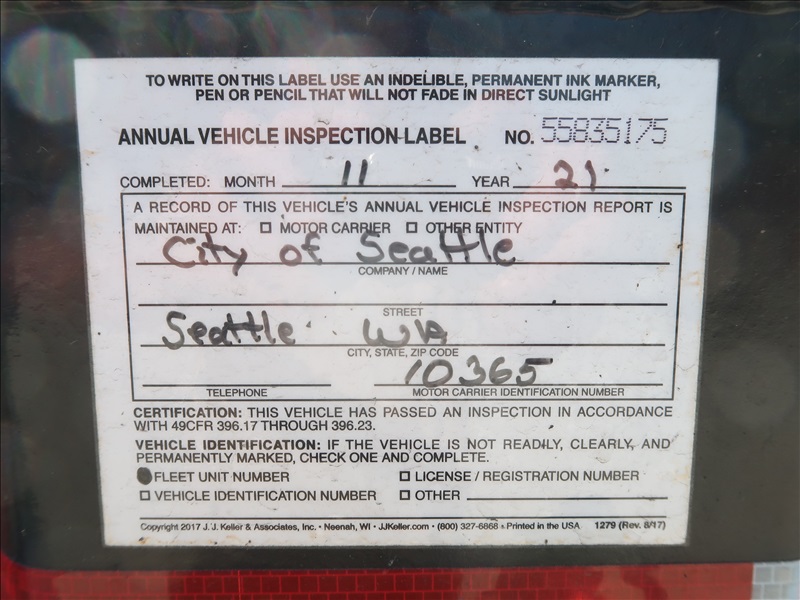 TO WRITE ON THIS LABEL USE AN INDELIBLE, PERMANENT INK MARKER,
PEN OR PENCIL THAT WILL NOT FADE IN DIRECT SUNLIGHT
ANNUAL VEHICLE INSPECTION LABEL NO. 55835175
COMPLETED: MONTH 11 YEAR 21
A RECORD OF THIS VEHICLE'S ANNUAL VEHICLE INSPECTION REPORT IS
MAINTAINED AT: ☐ MOTOR CARRIER ☐ OTHER ENTITY
City of Seattle
COMPANY / NAME
STREET
Seattle WA
CITY, STATE, ZIP CODE
10365
TELEPHONE MOTOR CARRIER IDENTIFICATION NUMBER
CERTIFICATION: THIS VEHICLE HAS PASSED AN INSPECTION IN ACCORDANCE
WITH 49CFR 396.17 THROUGH 396.23.
VEHICLE IDENTIFICATION: IF THE VEHICLE IS NOT READILY, CLEARLY, AND
PERMANENTLY MARKED, CHECK ONE AND COMPLETE.
● FLEET UNIT NUMBER ☐ LICENSE / REGISTRATION NUMBER
☐ VEHICLE IDENTIFICATION NUMBER ☐ OTHER
Copyright 2017 J. J. Keller & Associates, Inc. • Neenah, WI • JJKeller.com • (800) 327-6868 • Printed in the USA 1279 (Rev. 8/17)